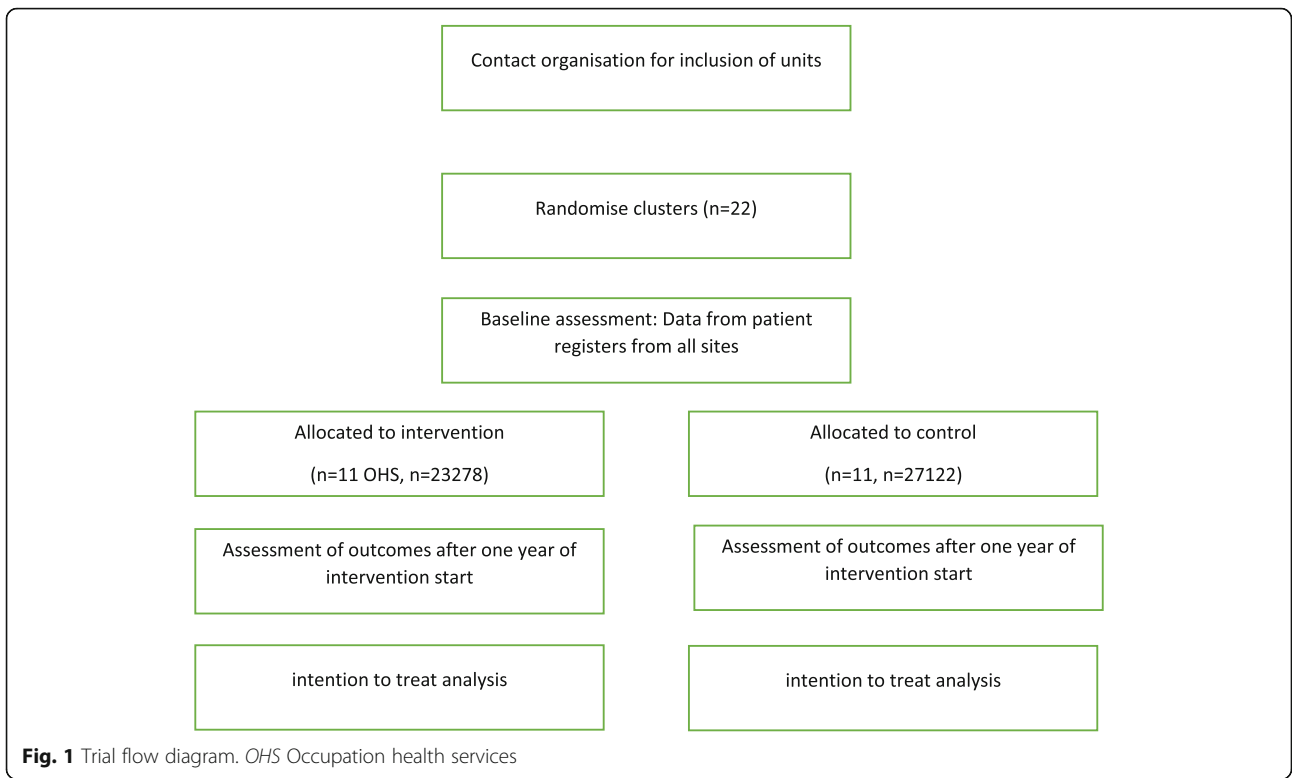 Contact organisation for inclusion of units
Randomise clusters (n=22)
Baseline assessment: Data from patient
registers from all sites
Allocated to intervention
(n=11 OHS, n=23278)
Allocated to control
(n=11, n=27122)
Assessment of outcomes after one year of
intervention start
Assessment of outcomes after one year of
intervention start
intention to treat analysis
intention to treat analysis
Fig. 1 Trial flow diagram. OHS Occupation health services